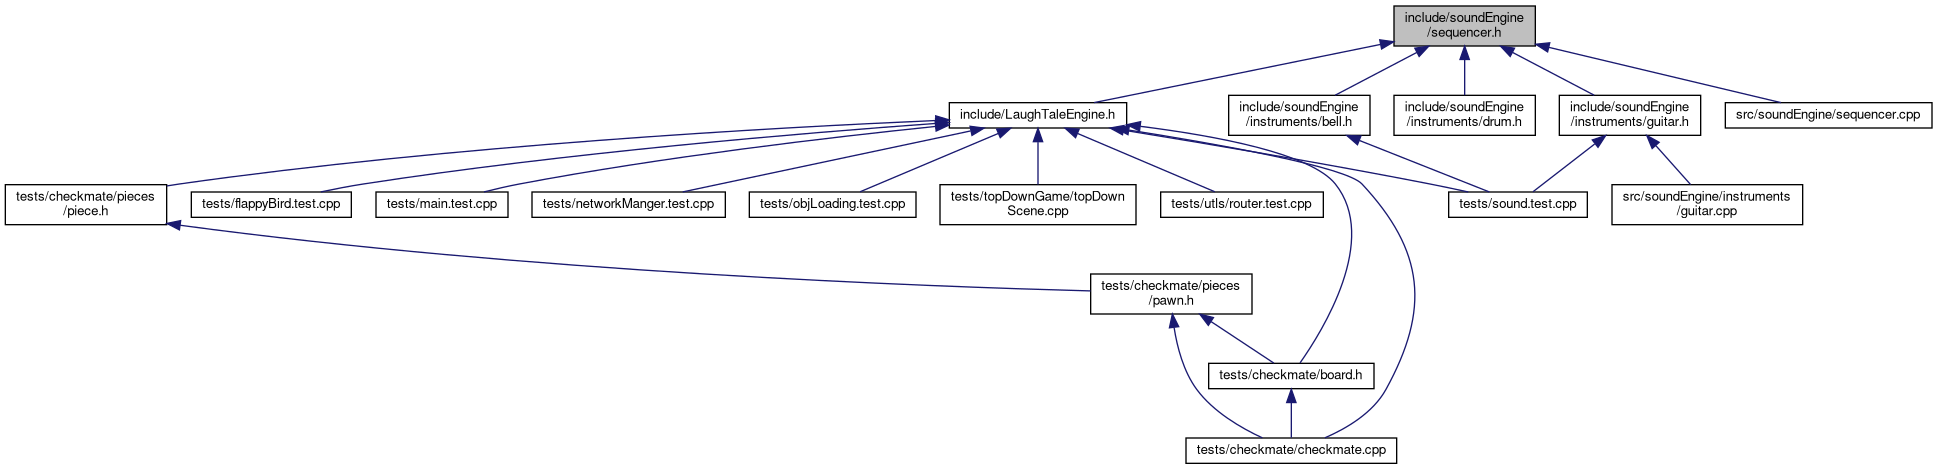 include/soundEngine
/sequencer.h
include/LaughTaleEngine.h
include/soundEngine
/instruments/bell.h
include/soundEngine
/instruments/drum.h
include/soundEngine
/instruments/guitar.h
src/soundEngine/sequencer.cpp
tests/checkmate/pieces
/piece.h
tests/flappyBird.test.cpp
tests/main.test.cpp
tests/networkManger.test.cpp
tests/objLoading.test.cpp
tests/topDownGame/topDown
Scene.cpp
tests/utls/router.test.cpp
tests/sound.test.cpp
src/soundEngine/instruments
/guitar.cpp
tests/checkmate/pieces
/pawn.h
tests/checkmate/board.h
tests/checkmate/checkmate.cpp